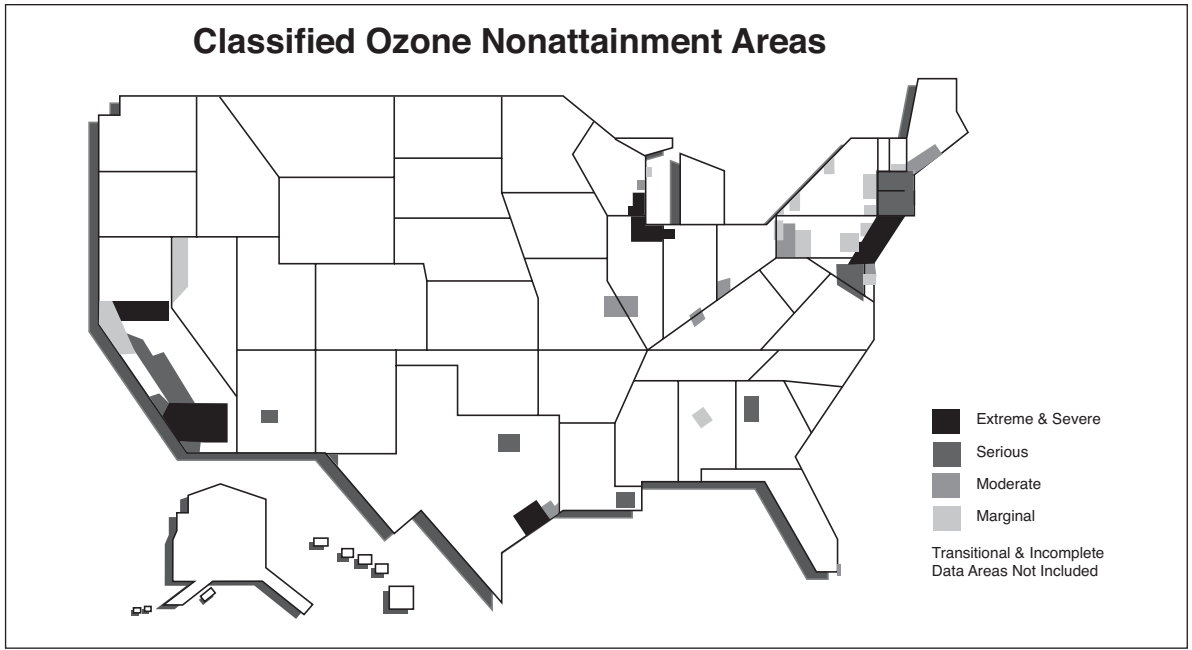 Classified Ozone Nonattainment Areas
Extreme & Severe
Serious
Moderate
Marginal
Transitional & Incomplete
Data Areas Not Included